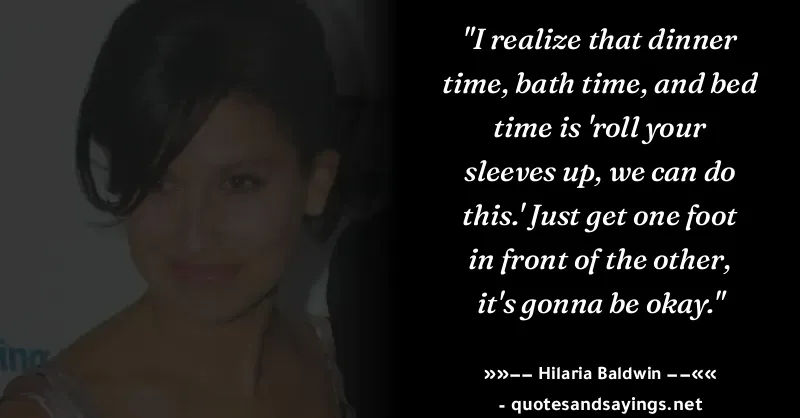 "I realize that dinner
time, bath time, and bed
time is 'roll your
sleeves up, we can do
this.' Just get one foot
in front of the other,
it's gonna be okay."
»»−− Hilaria Baldwin −−««
- quotesandsayings.net
ing